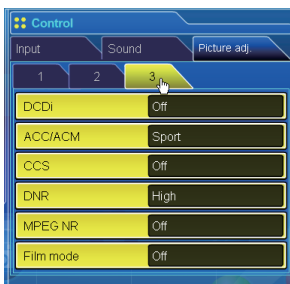 Control
Input Sound Picture adj.
1 2 3
DCDi Off
ACC/ACM Sport
CCS Off
DNR High
MPEG NR Off
Film mode Off